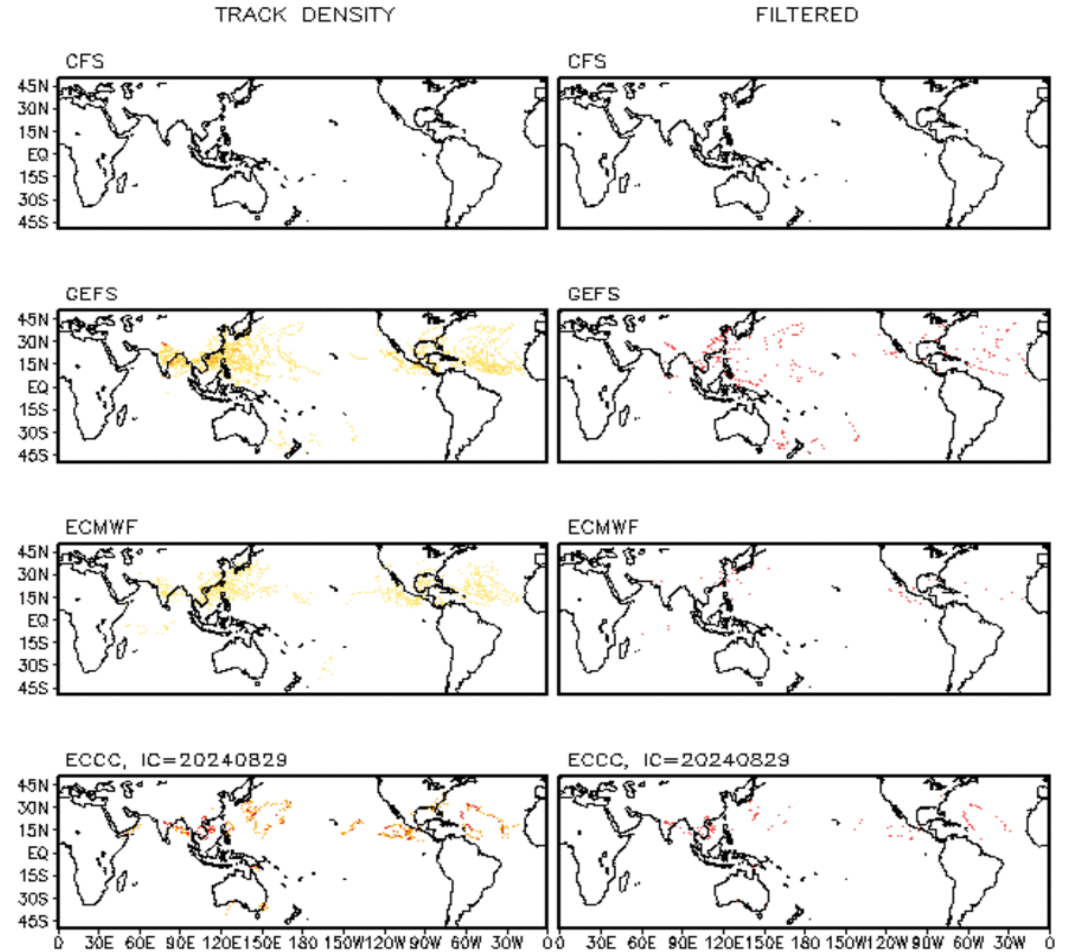 TRACK DENSITY FILTERED
CFS CFS
45N
30N
15N
EQ
15S
30S
45S
GEFS GEFS
45N
30N
15N
EQ
15S
30S
45S
ECMWF ECMWF
45N
30N
15N
EQ
15S
30S
45S
ECCC, IC=20240829 ECCC, IC=20240829
45N
30N
15N
EQ
15S
30S
45S
0 30E 60E 90E 120E 150E 180 150W 120W 90W 60W 30W 0 0 30E 60E 90E 120E 150E 180 150W 120W 90W 60W 30W 0